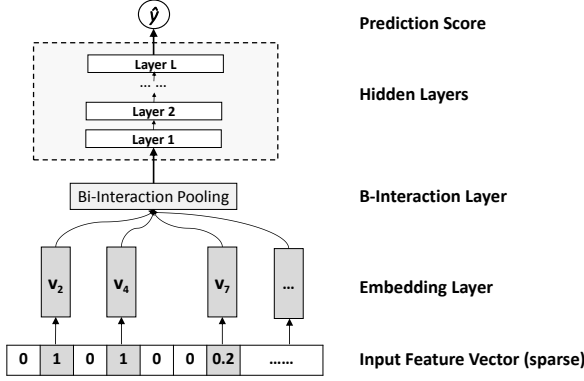 ŷ Prediction Score
Layer L
... ...
Layer 2
Layer 1
Hidden Layers
Bi-Interaction Pooling B-Interaction Layer
v2 v4 v7 ... Embedding Layer
0 1 0 1 0 0 0.2 ...... Input Feature Vector (sparse)